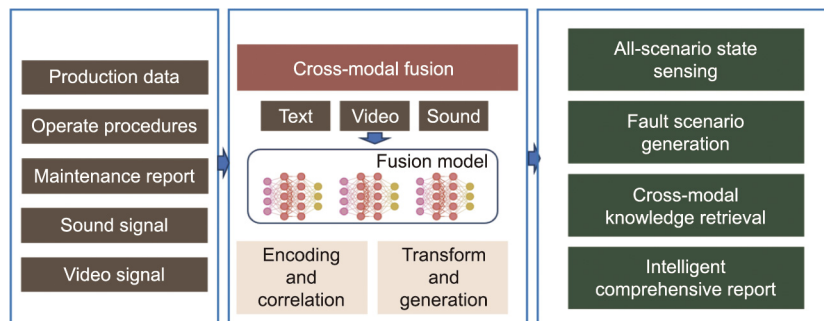 Production data
Operate procedures
Maintenance report
Sound signal
Video signal
Cross-modal fusion
Text
Video
Sound
Fusion model
Encoding
and
correlation
Transform
and
generation
All-scenario state
sensing
Fault scenario
generation
Cross-modal
knowledge retrieval
Intelligent
comprehensive report